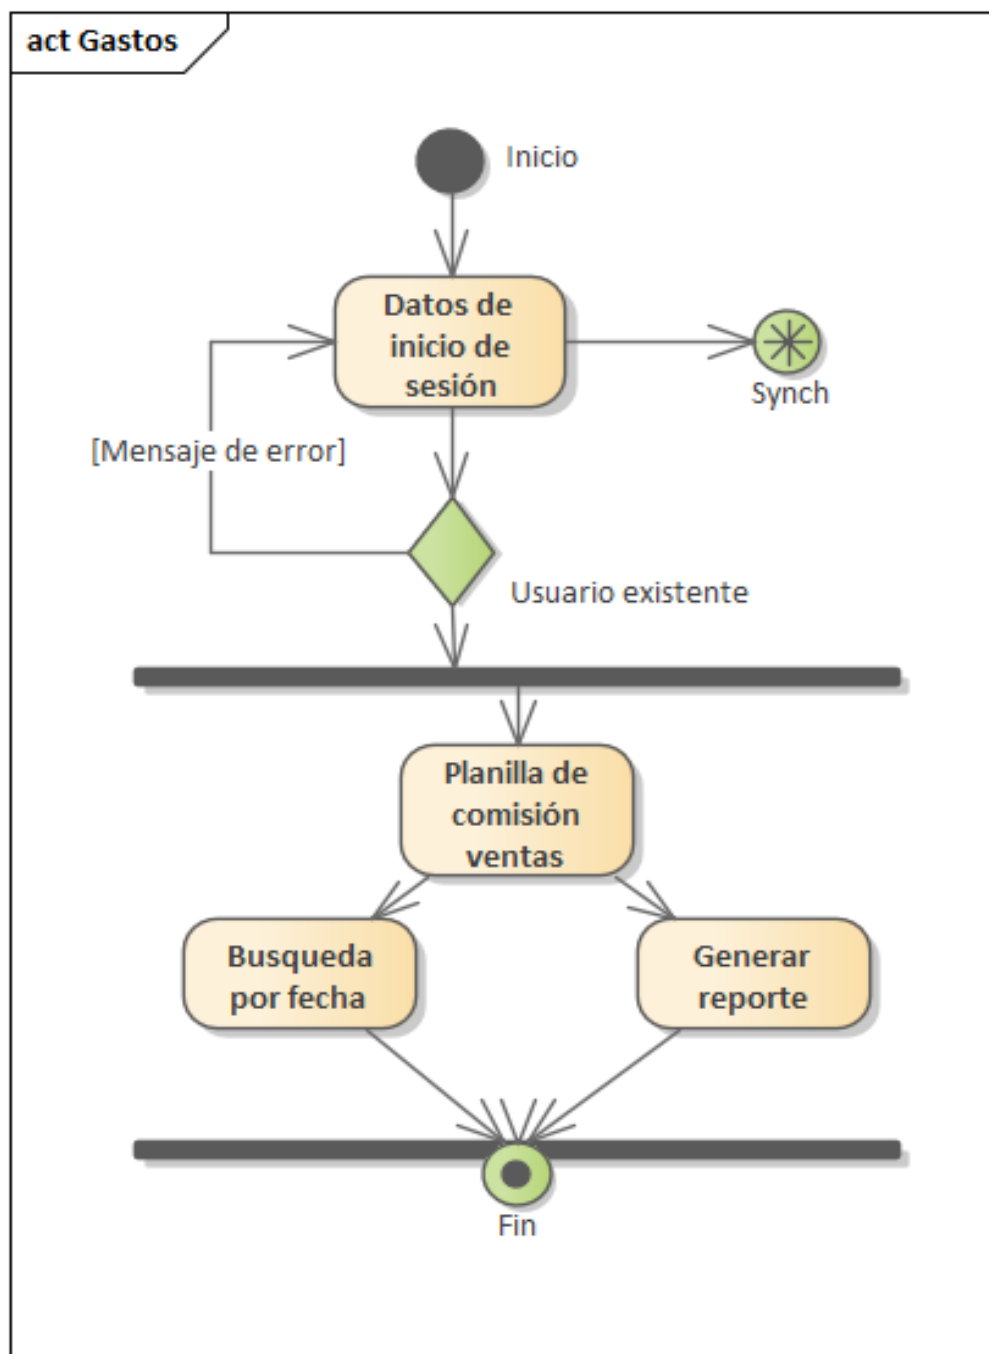 act Gastos
Inicio
Datos de
inicio de
sesión
Synch
[Mensaje de error]
Usuario existente
Planilla de
comisión
ventas
Busqueda
por fecha
Generar
reporte
Fin